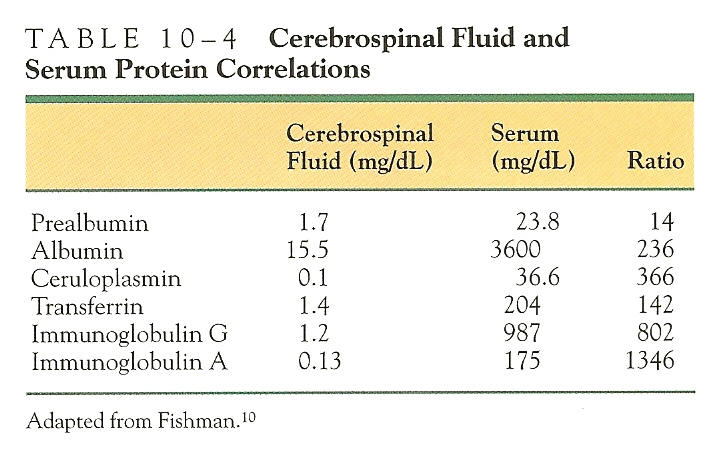 TABLE 10–4 Cerebrospinal Fluid and
Serum Protein Correlations
Cerebrospinal Serum
Fluid (mg/dL) (mg/dL) Ratio
Prealbumin 1.7 23.8 14
Albumin 15.5 3600 236
Ceruloplasmin 0.1 36.6 366
Transferrin 1.4 204 142
Immunoglobulin G 1.2 987 802
Immunoglobulin A 0.13 175 1346
Adapted from Fishman.¹⁰